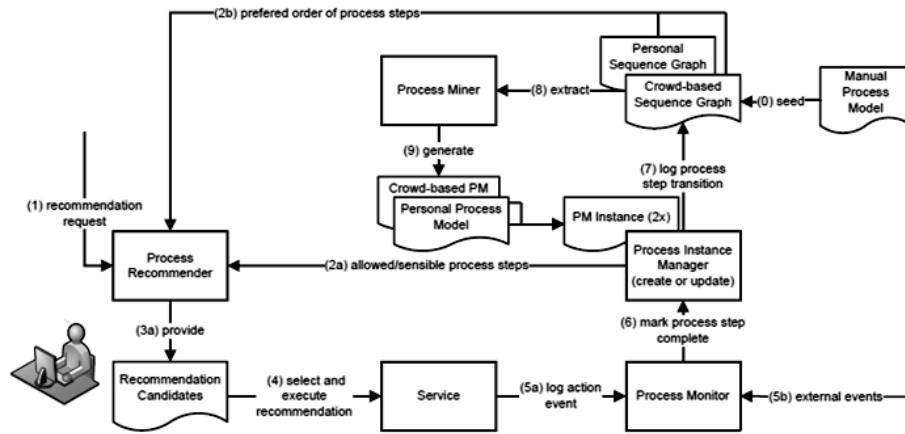 (2b) prefered order of process steps
Personal
Sequence Graph
Crowd-based
Sequence Graph
Manual
Process
Model
Process Miner
(8) extract
(0) seed
(9) generate
(7) log process
step transition
Crowd-based PM
Personal Process
Model
PM Instance (2x)
(1) recommendation
request
Process
Recommender
(2a) allowed/sensible process steps
Process Instance
Manager
(create or update)
(3a) provide
(6) mark process step
complete
Recommendation
Candidates
(4) select and
execute
recommendation
Service
(5a) log action
event
Process Monitor
(5b) external events